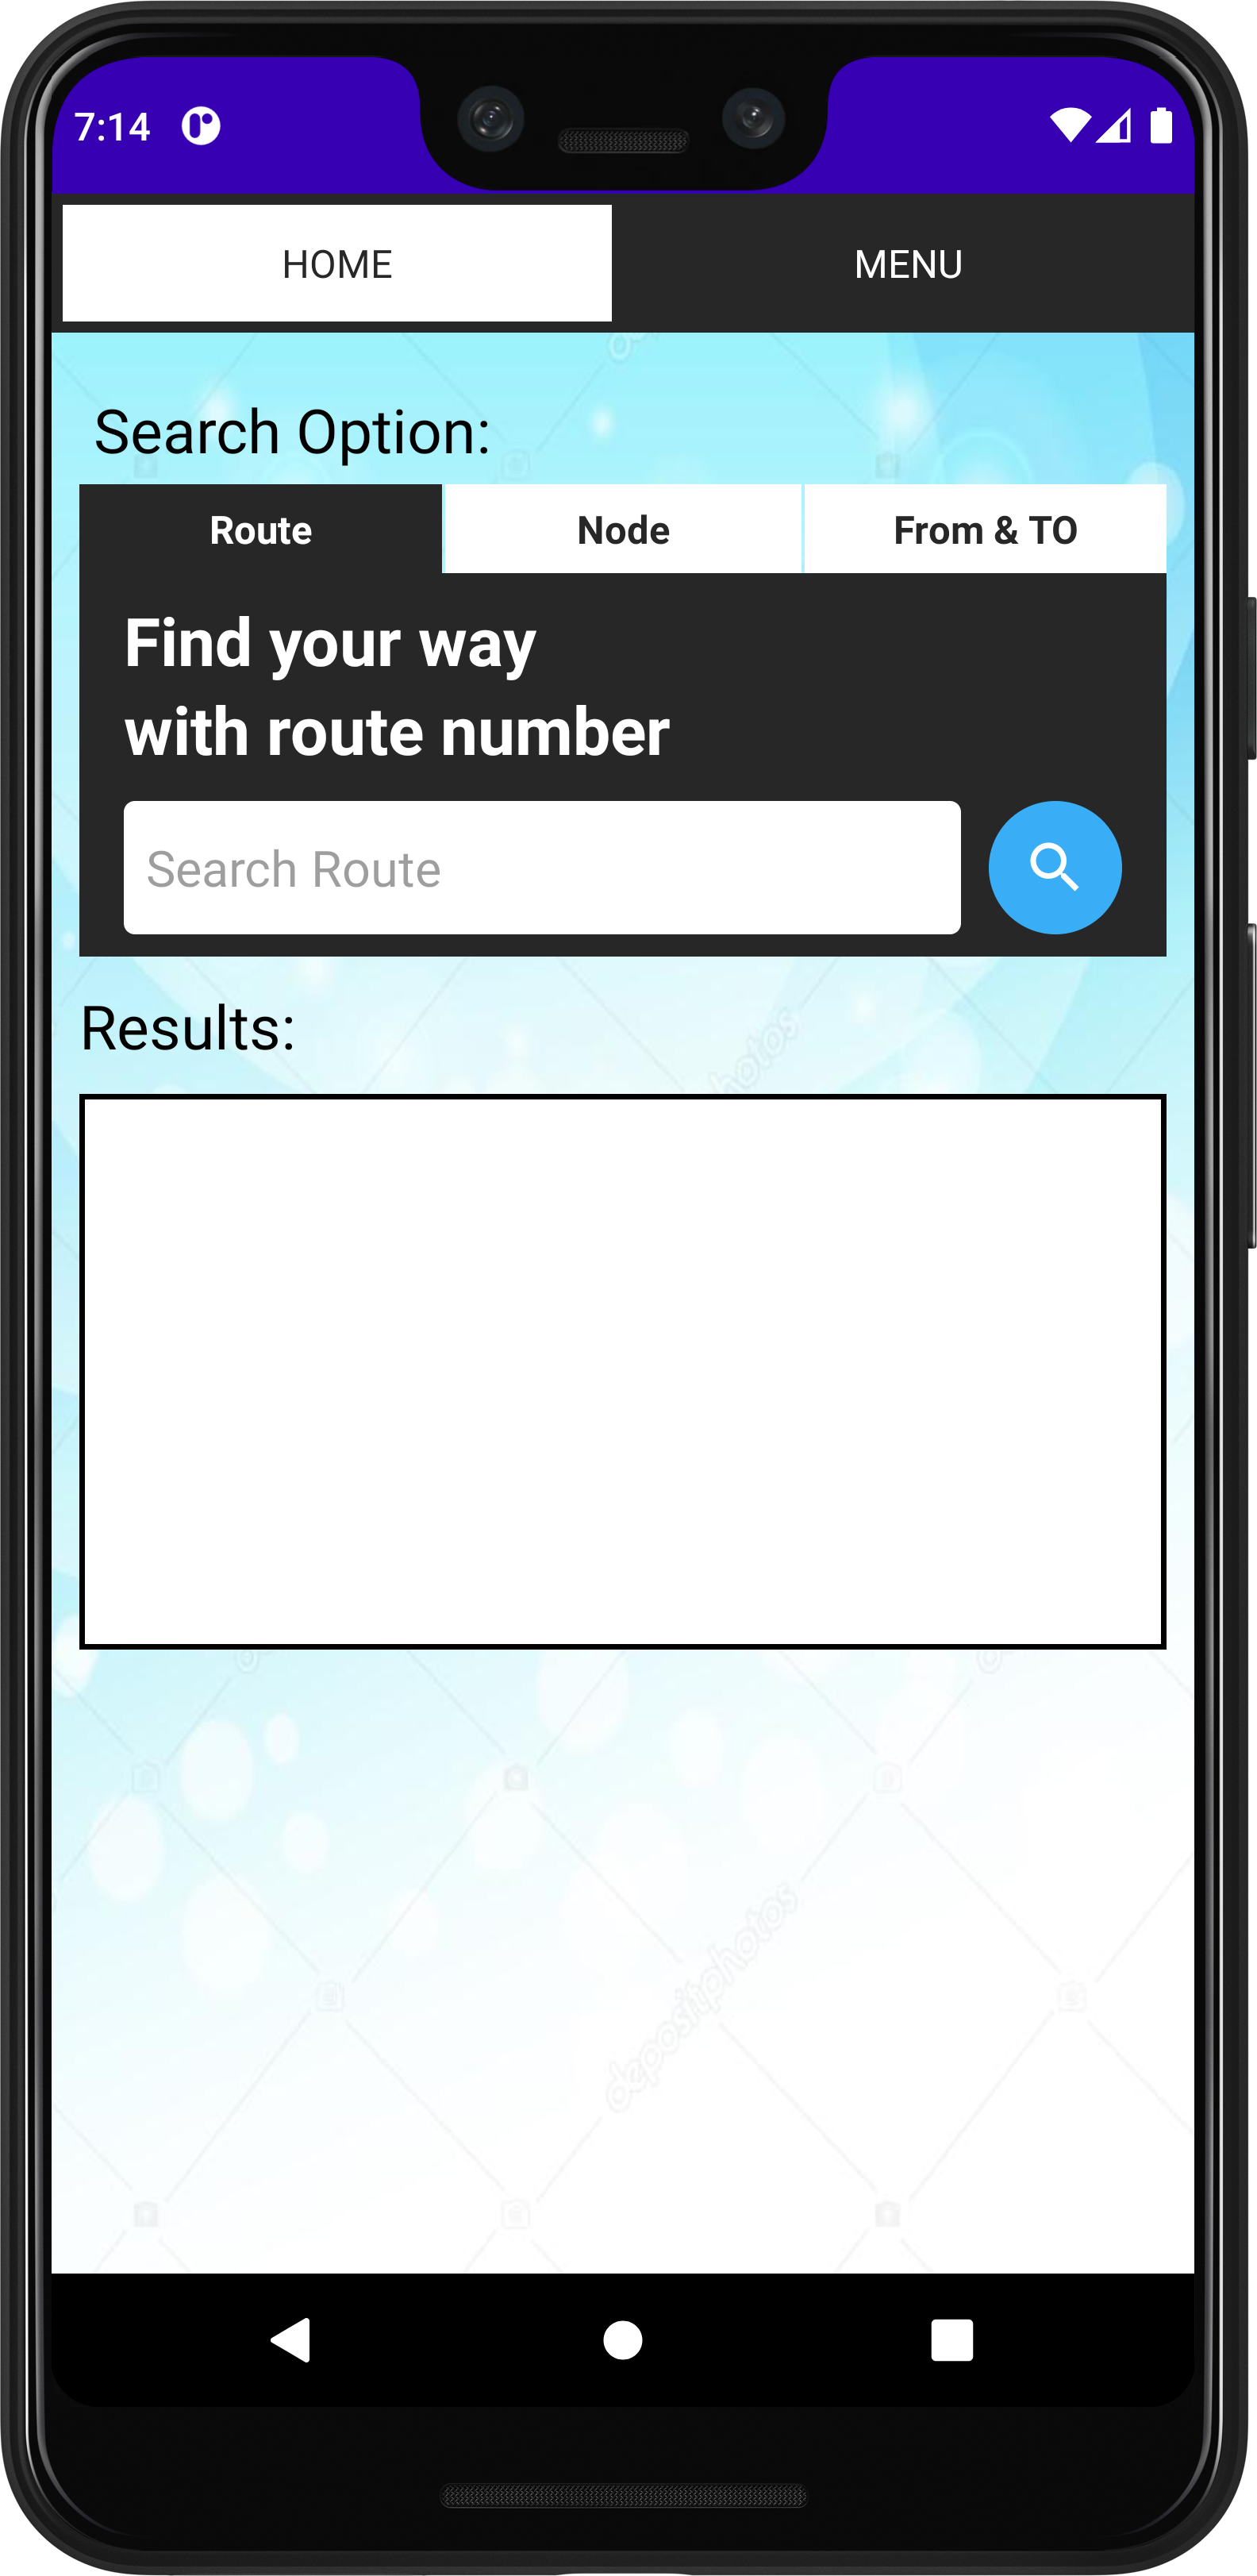 7:14
HOME
MENU
Search Option:
Route
Node
From & TO
Find your way
with route number
Search Route
Results:
depositphotos